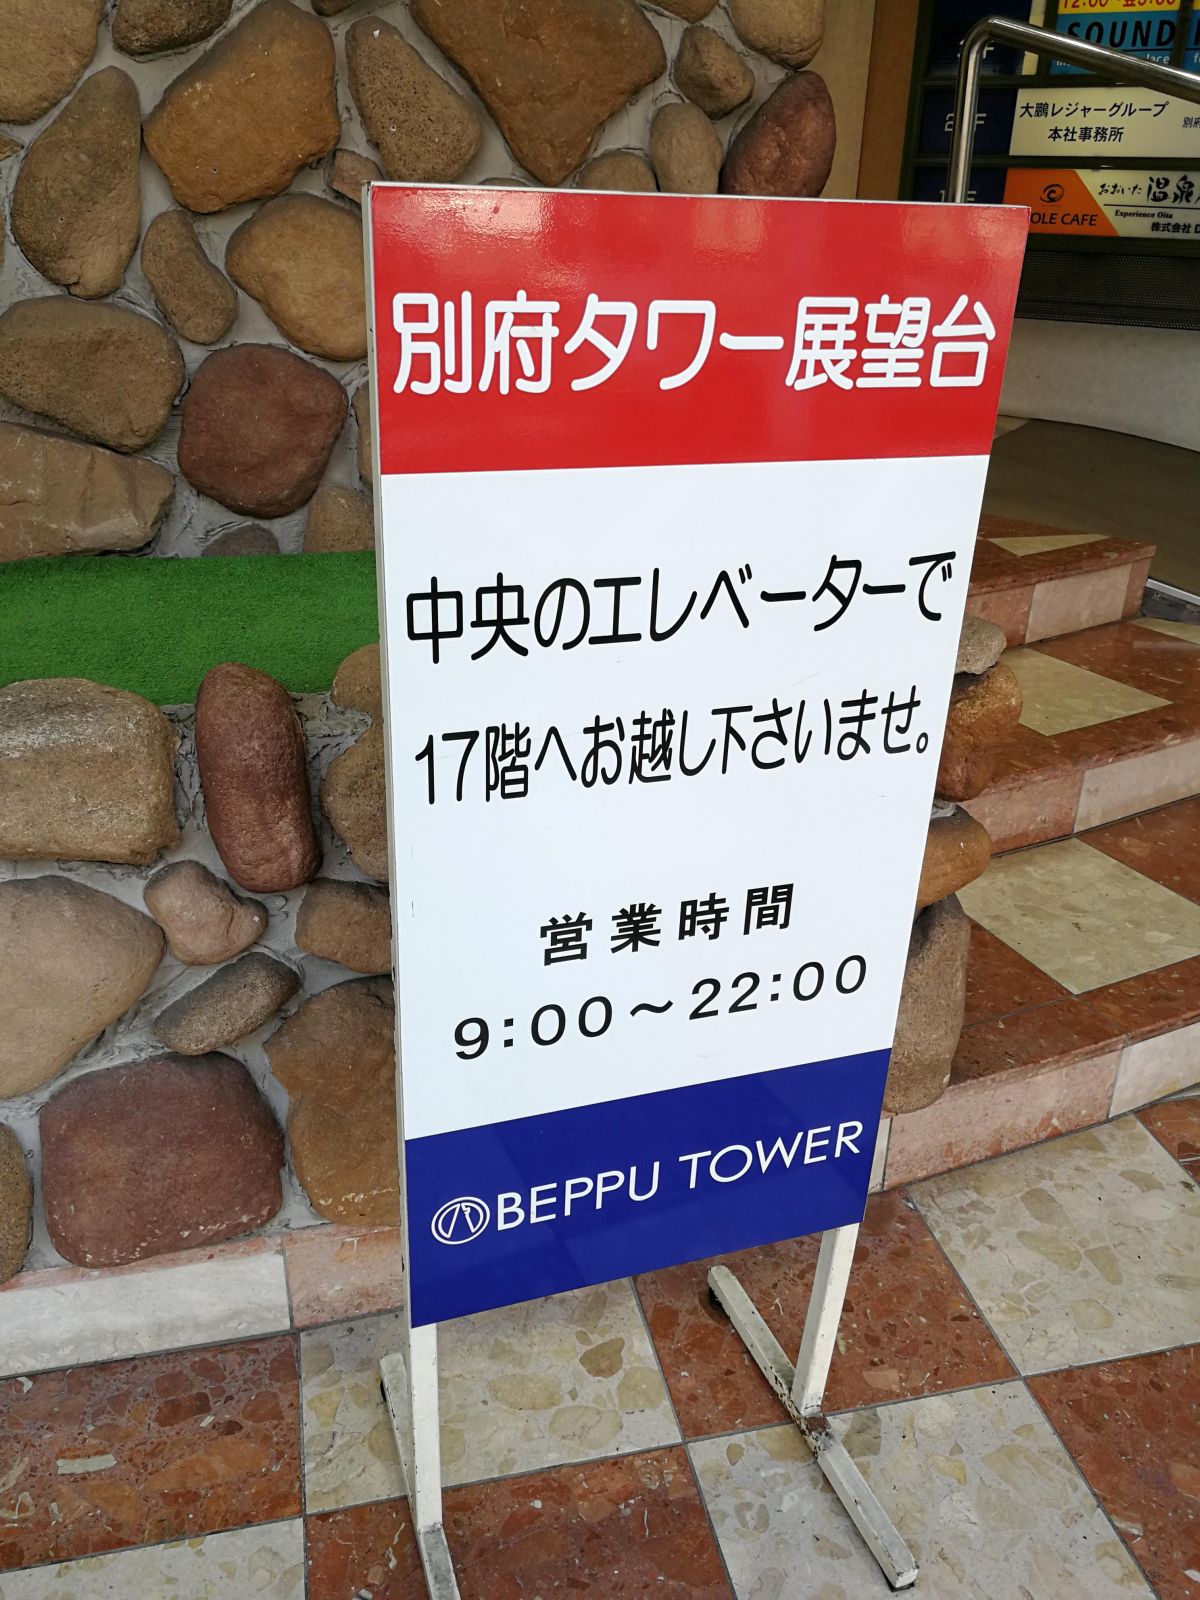 SOUND
大鵬レジャーグループ
本社事務所
OLE CAFE
おおいた温泉
Experience Oita
株式会社
別府タワー展望台
中央のエレベーターで
17階へお越し下さいませ。
営業時間
9:00〜22:00
BEPPU TOWER